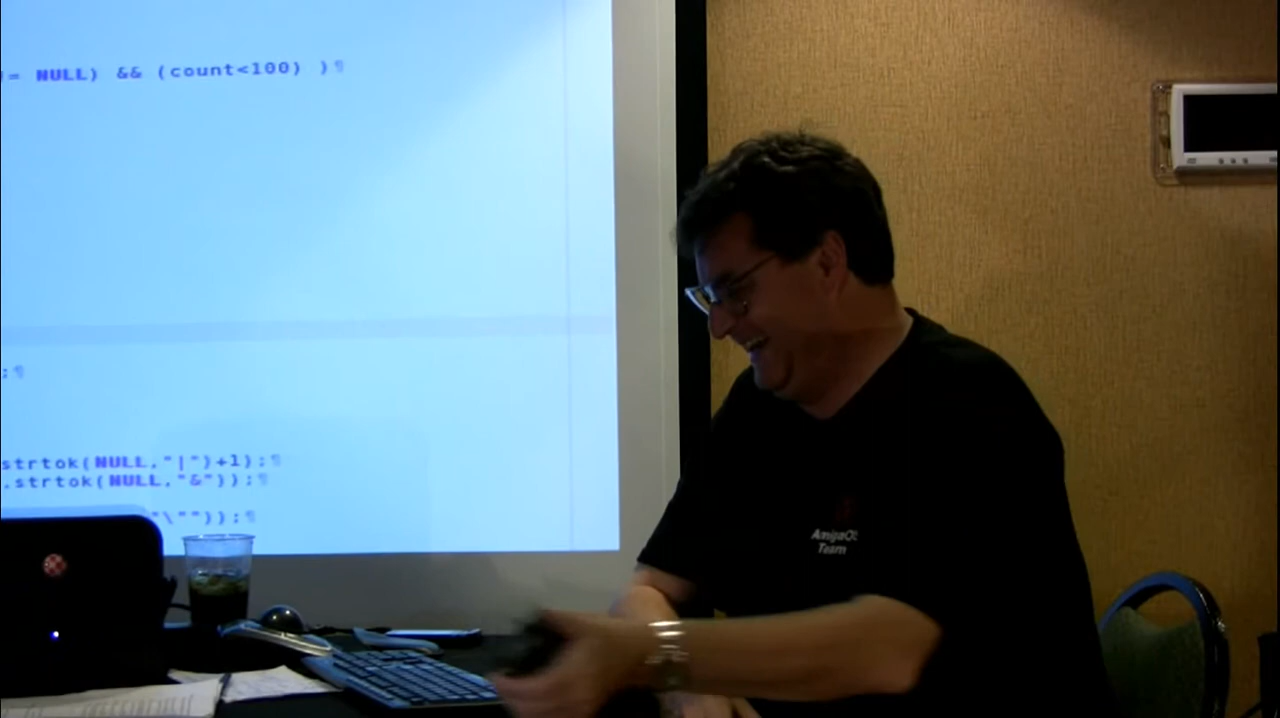 = NULL) && (count<100) )¶
;¶
strtok(NULL,"|")+1);¶
.strtok(NULL,"&"));¶
"\""));¶
AmigaOS
Team